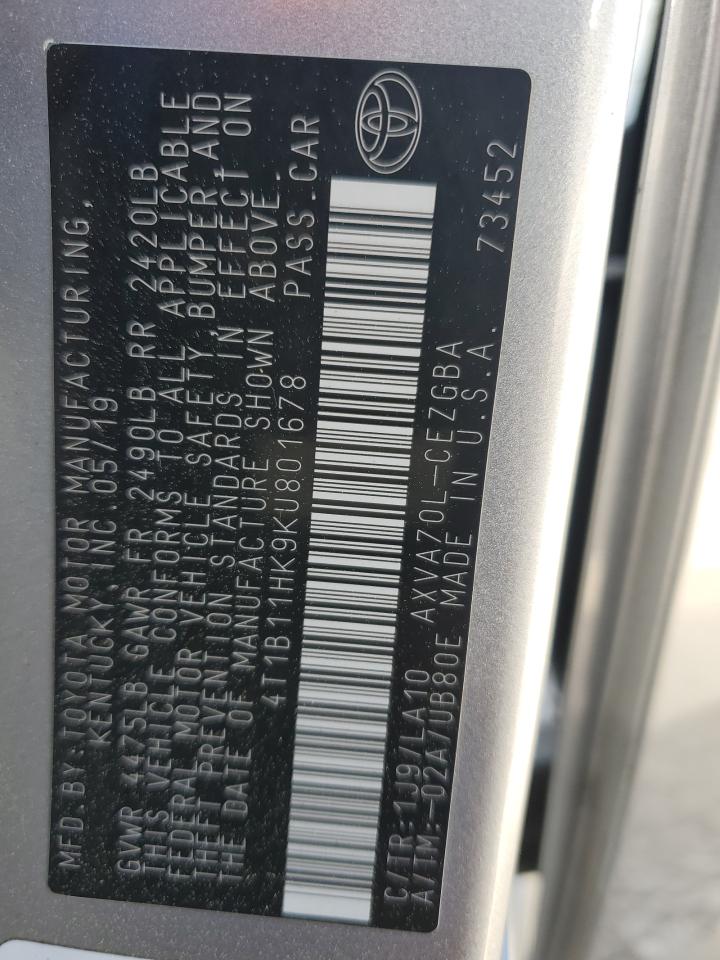 MFD.BY:TOYOTA MOTOR MANUFACTURING,
KENTUCKY,INC.05/19
GVWR 4475LB GAWR FR 2490LB RR 2420LB
THIS VEHICLE CONFORMS TO ALL APPLICABLE
FEDERAL MOTOR VEHICLE SAFETY,BUMPER,AND
THEFT PREVENTION STANDARDS IN EFFECT ON
THE DATE OF MANUFACTURE SHOWN ABOVE.
4T1B11HK9KU801678 PASS.CAR
C/TR:1J9/LA10 AXVA70L-CEZGBA
A/TM:-02A/UB80E MADE IN U.S.A. 73452